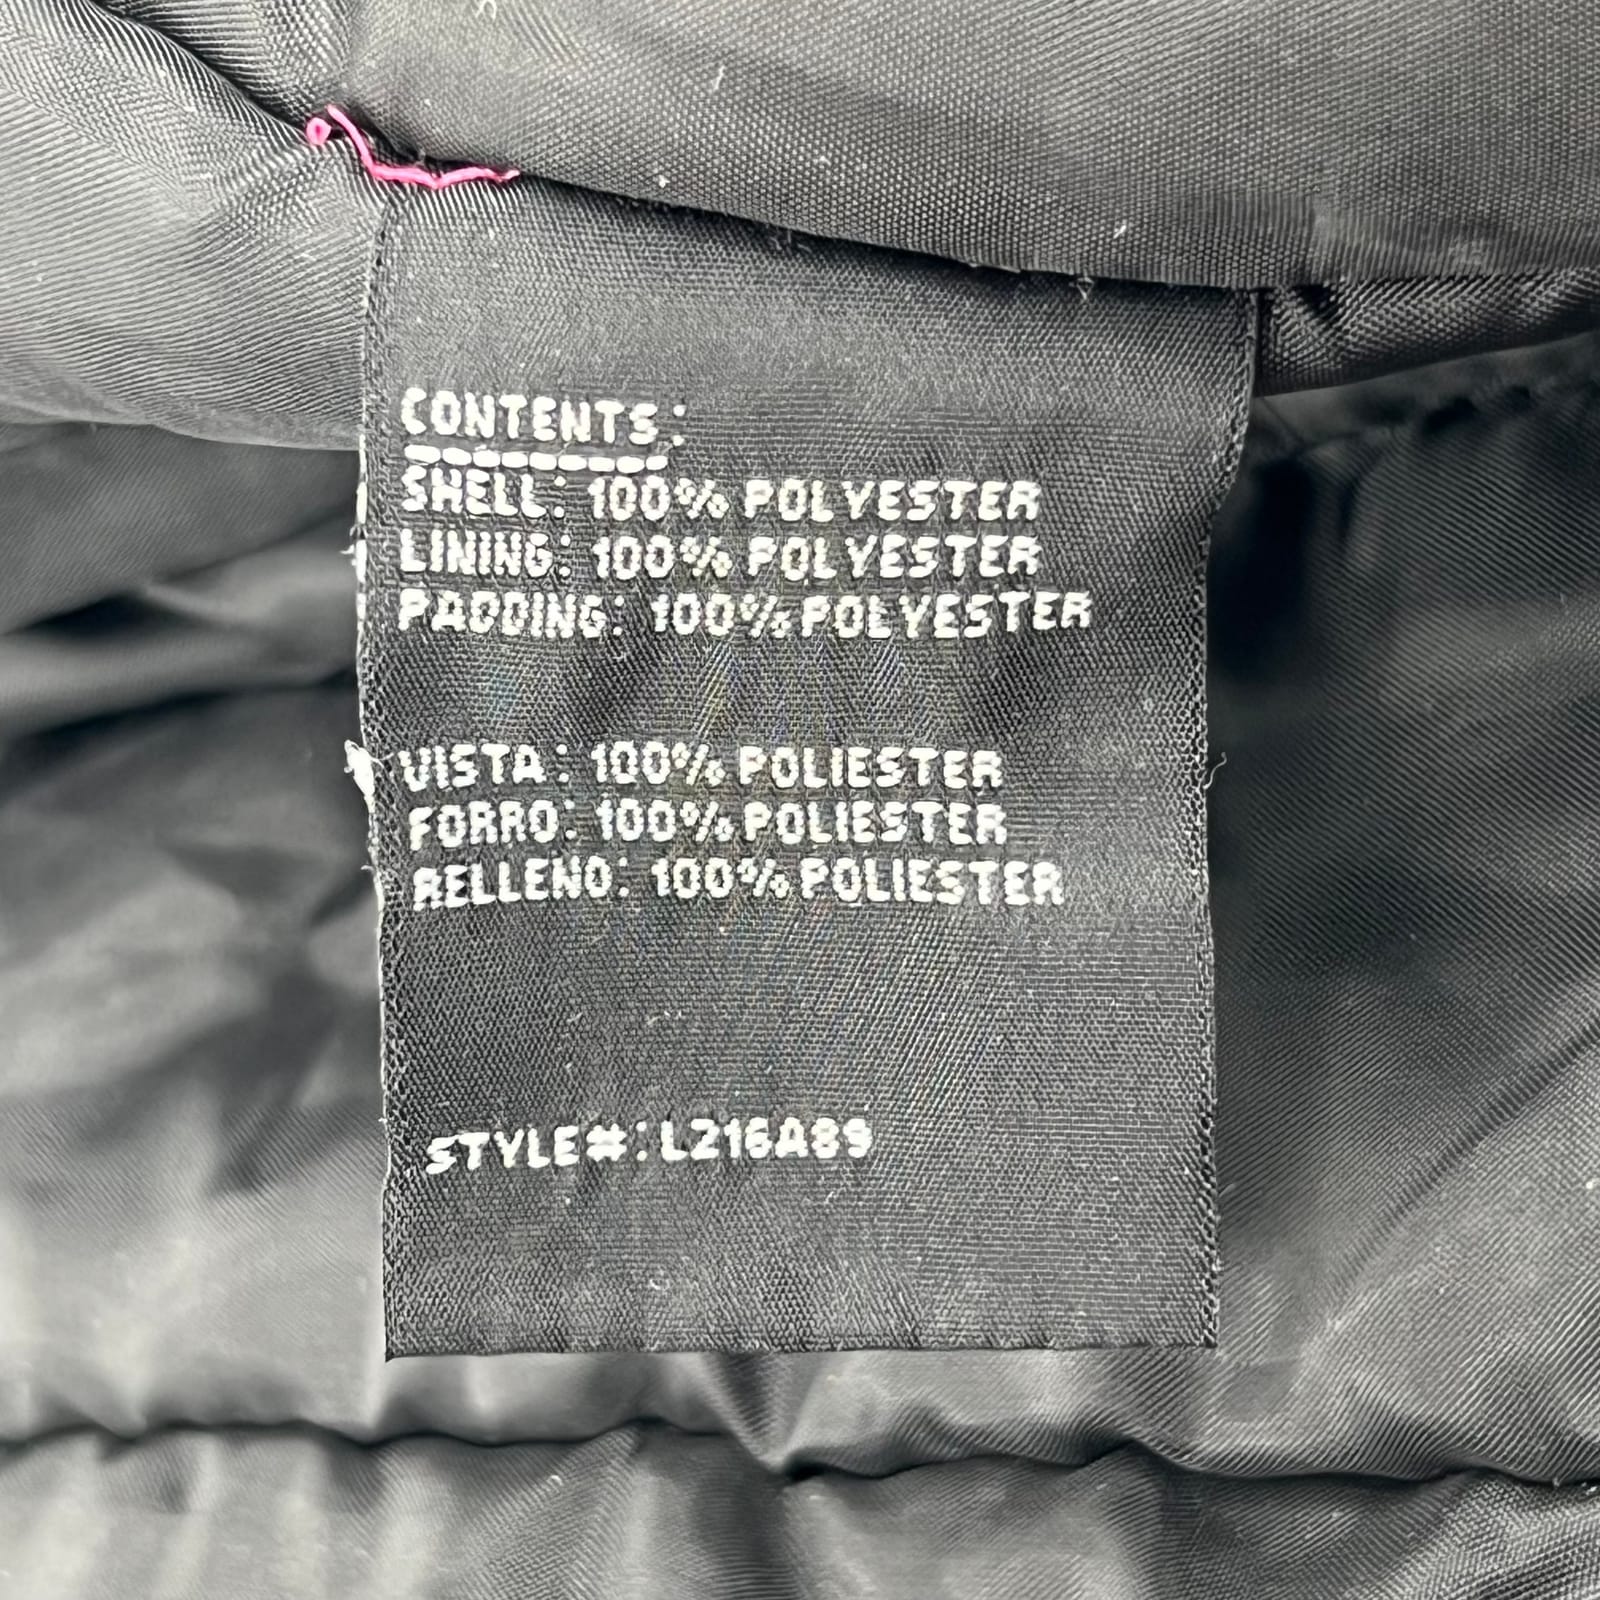 CONTENTS:
SHELL: 100% POLYESTER
LINING: 100% POLYESTER
PADDING: 100% POLYESTER
VISTA: 100% POLIESTER
FORRO: 100% POLIESTER
RELLENO: 100% POLIESTER
STYLE#: L216A89